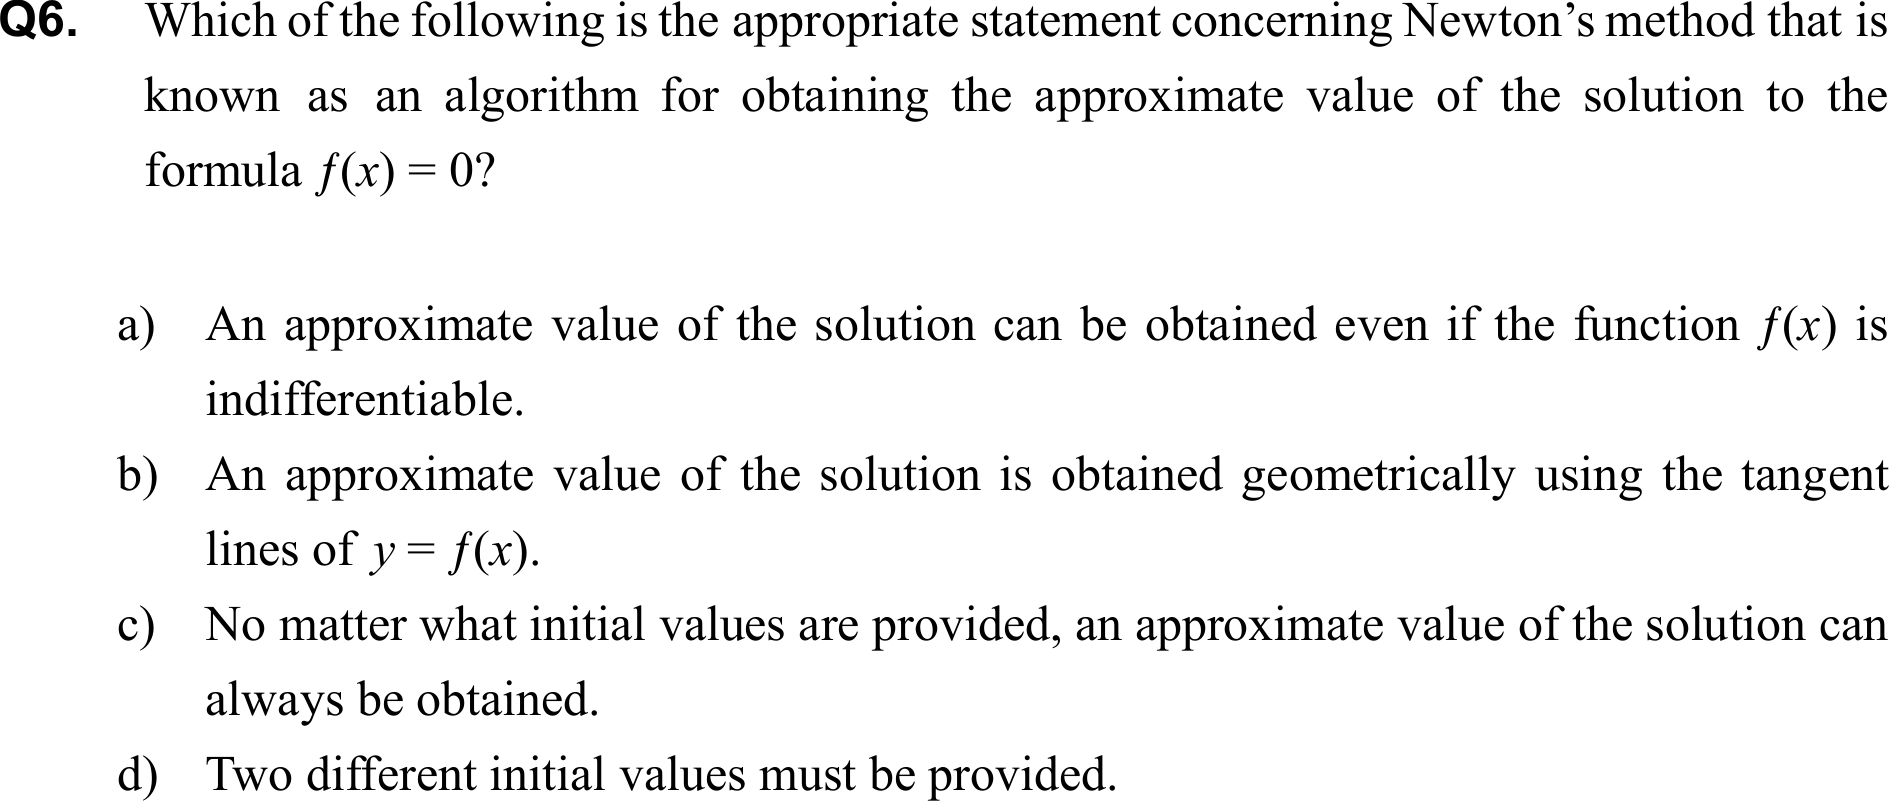 Q6. Which of the following is the appropriate statement concerning Newton’s method that is
known as an algorithm for obtaining the approximate value of the solution to the
formula f(x) = 0?
a) An approximate value of the solution can be obtained even if the function f(x) is
indifferentiable.
b) An approximate value of the solution is obtained geometrically using the tangent
lines of y = f(x).
c) No matter what initial values are provided, an approximate value of the solution can
always be obtained.
d) Two different initial values must be provided.